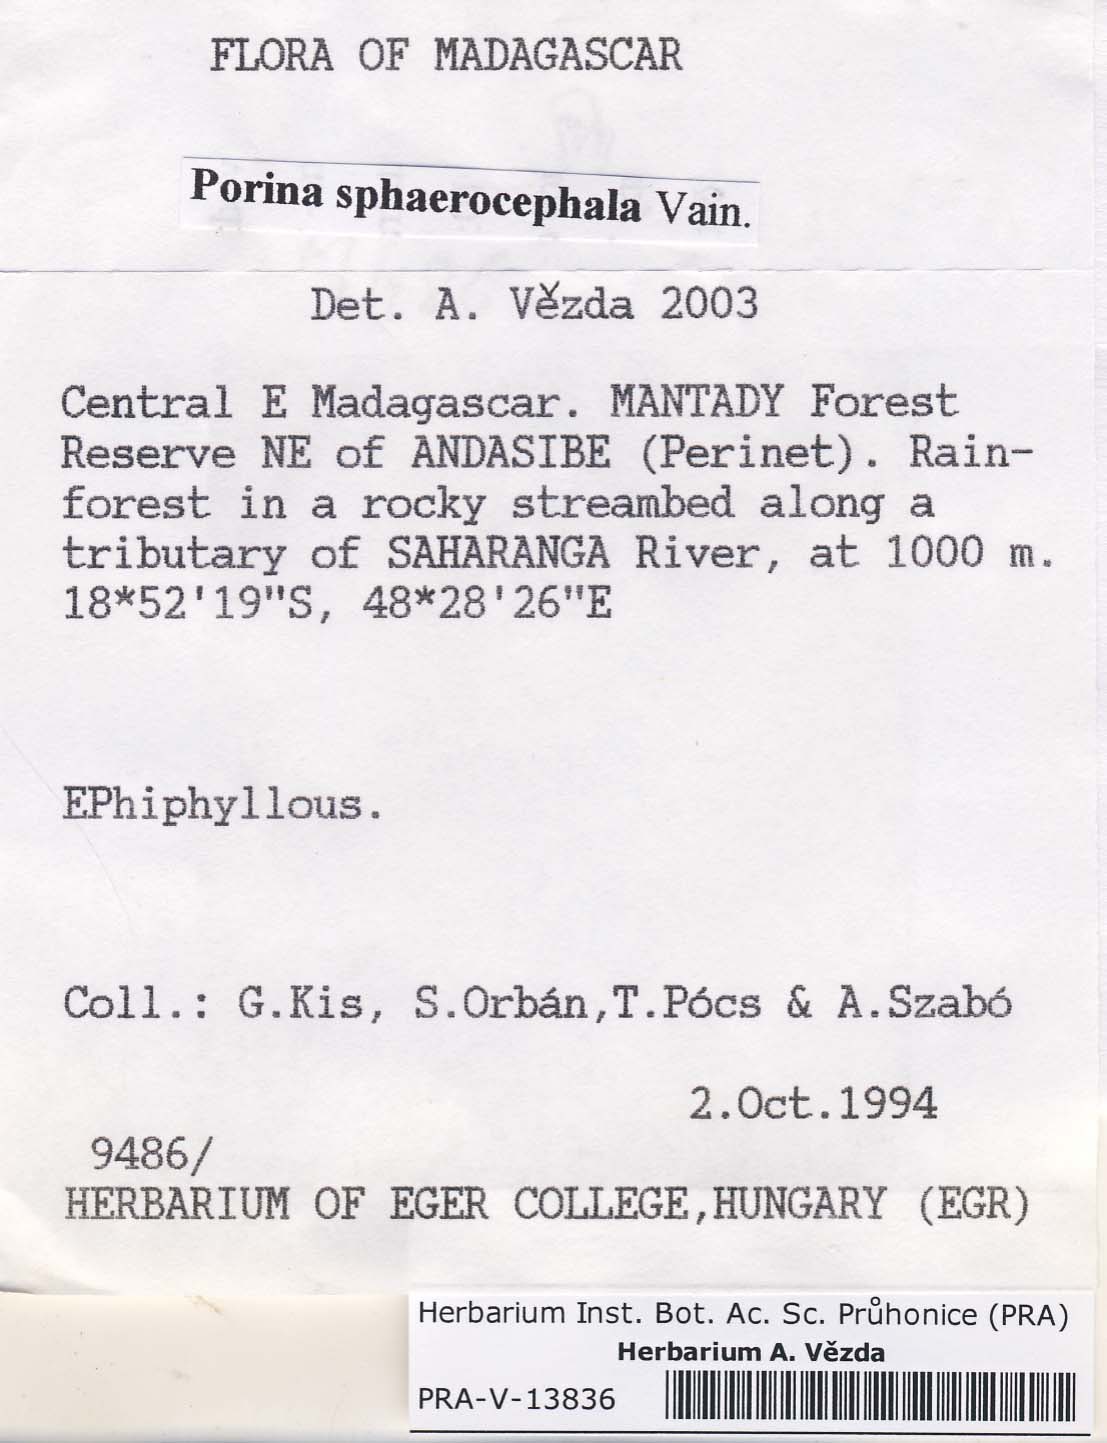 FLORA OF MADAGASCAR
Porina sphaerocephala Vain.
Det. A. Vězda 2003
Central E Madagascar. MANTADY Forest
Reserve NE of ANDASIBE (Perinet). Rain-
forest in a rocky streambed along a
tributary of SAHARANGA River, at 1000 m.
18*52'19"S, 48*28'26"E
EPhiphyllous.
Coll.: G.Kis, S.Orbán,T.Pócs & A.Szabó
2.Oct.1994
9486/
HERBARIUM OF EGER COLLEGE,HUNGARY (EGR)
Herbarium Inst. Bot. Ac. Sc. Průhonice (PRA)
Herbarium A. Vězda
PRA-V-13836